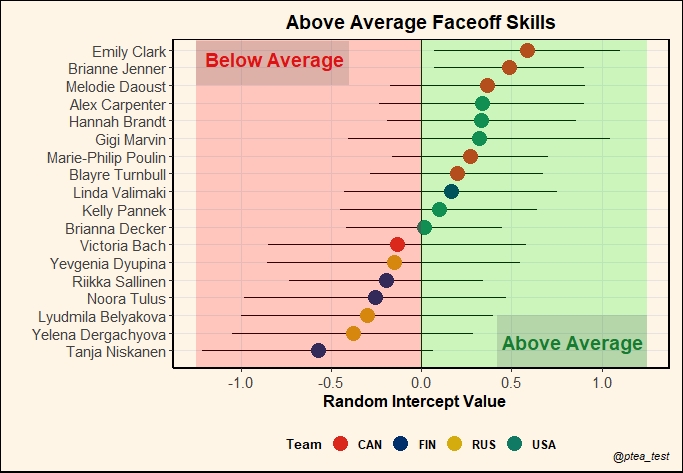 Above Average Faceoff Skills
Emily Clark
Brianne Jenner
Melodie Daoust
Alex Carpenter
Hannah Brandt
Gigi Marvin
Marie-Philip Poulin
Blayre Turnbull
Linda Valimaki
Kelly Pannek
Brianna Decker
Victoria Bach
Yevgenia Dyupina
Riikka Sallinen
Noora Tulus
Lyudmila Belyakova
Yelena Dergachyova
Tanja Niskanen
Below Average
Above Average
-1.0 -0.5 0.0 0.5 1.0
Random Intercept Value
Team CAN FIN RUS USA
@ptea_test